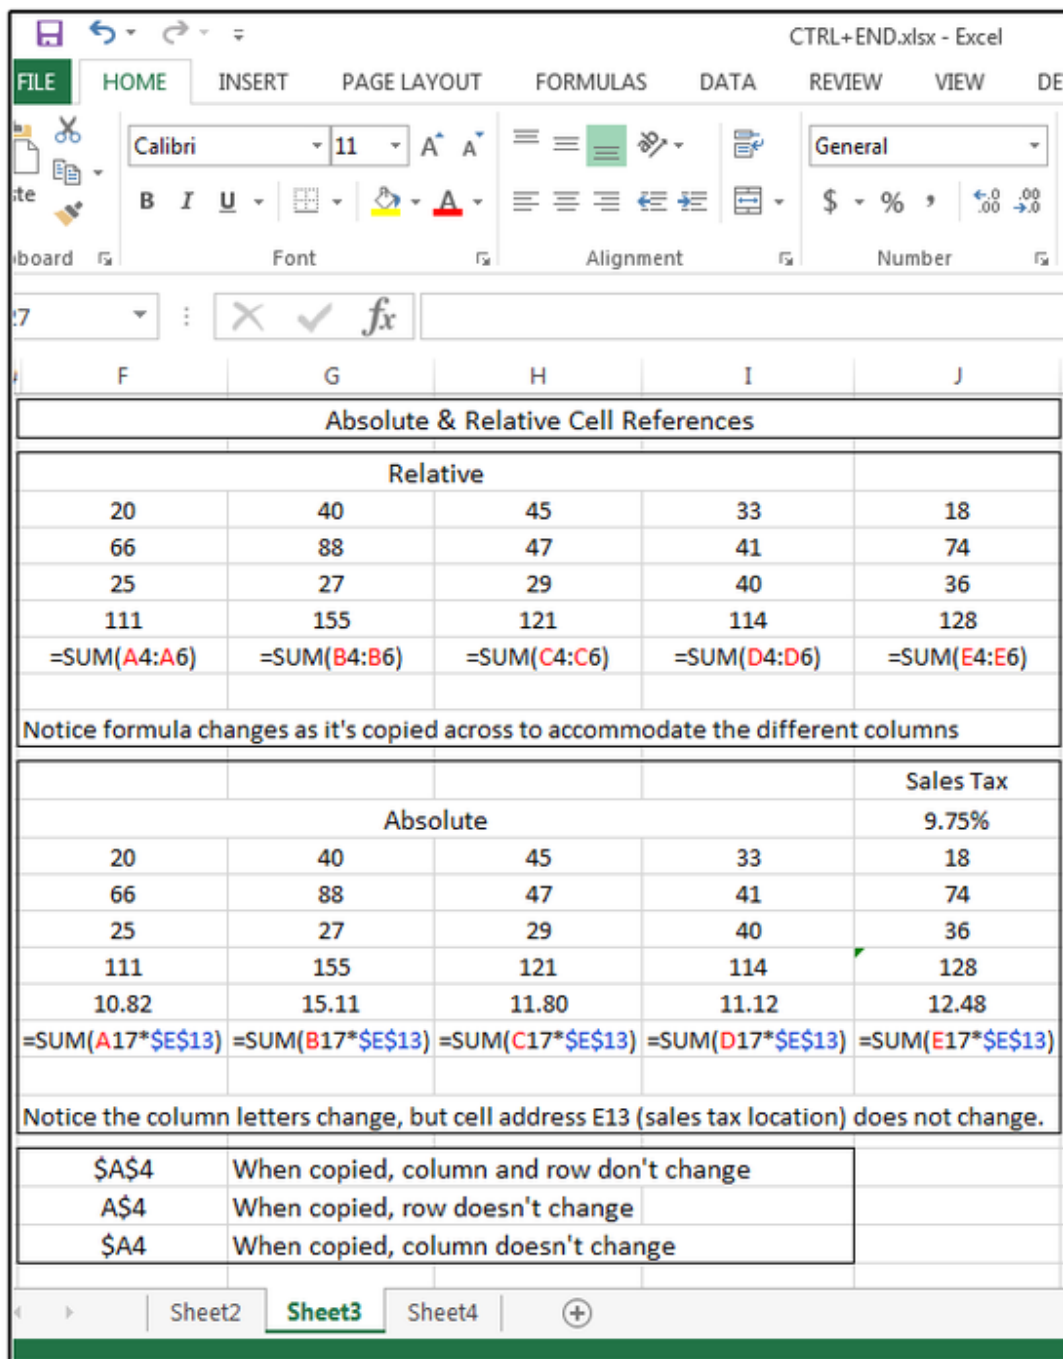 CTRL+END.xlsx - Excel
FILE HOME INSERT PAGE LAYOUT FORMULAS DATA REVIEW VIEW DE
Calibri 11 A A General
ste B I U A $ % , .0 .00 .00 .0
board Font Alignment Number
27 fx
F G H I J
Absolute & Relative Cell References
Relative
20 40 45 33 18
66 88 47 41 74
25 27 29 40 36
111 155 121 114 128
=SUM(A4:A6) =SUM(B4:B6) =SUM(C4:C6) =SUM(D4:D6) =SUM(E4:E6)
Notice formula changes as it's copied across to accommodate the different columns
Sales Tax
Absolute 9.75%
20 40 45 33 18
66 88 47 41 74
25 27 29 40 36
111 155 121 114 128
10.82 15.11 11.80 11.12 12.48
=SUM(A17*$E$13) =SUM(B17*$E$13) =SUM(C17*$E$13) =SUM(D17*$E$13) =SUM(E17*$E$13)
Notice the column letters change, but cell address E13 (sales tax location) does not change.
$A$4 When copied, column and row don't change
A$4 When copied, row doesn't change
$A4 When copied, column doesn't change
Sheet2 Sheet3 Sheet4